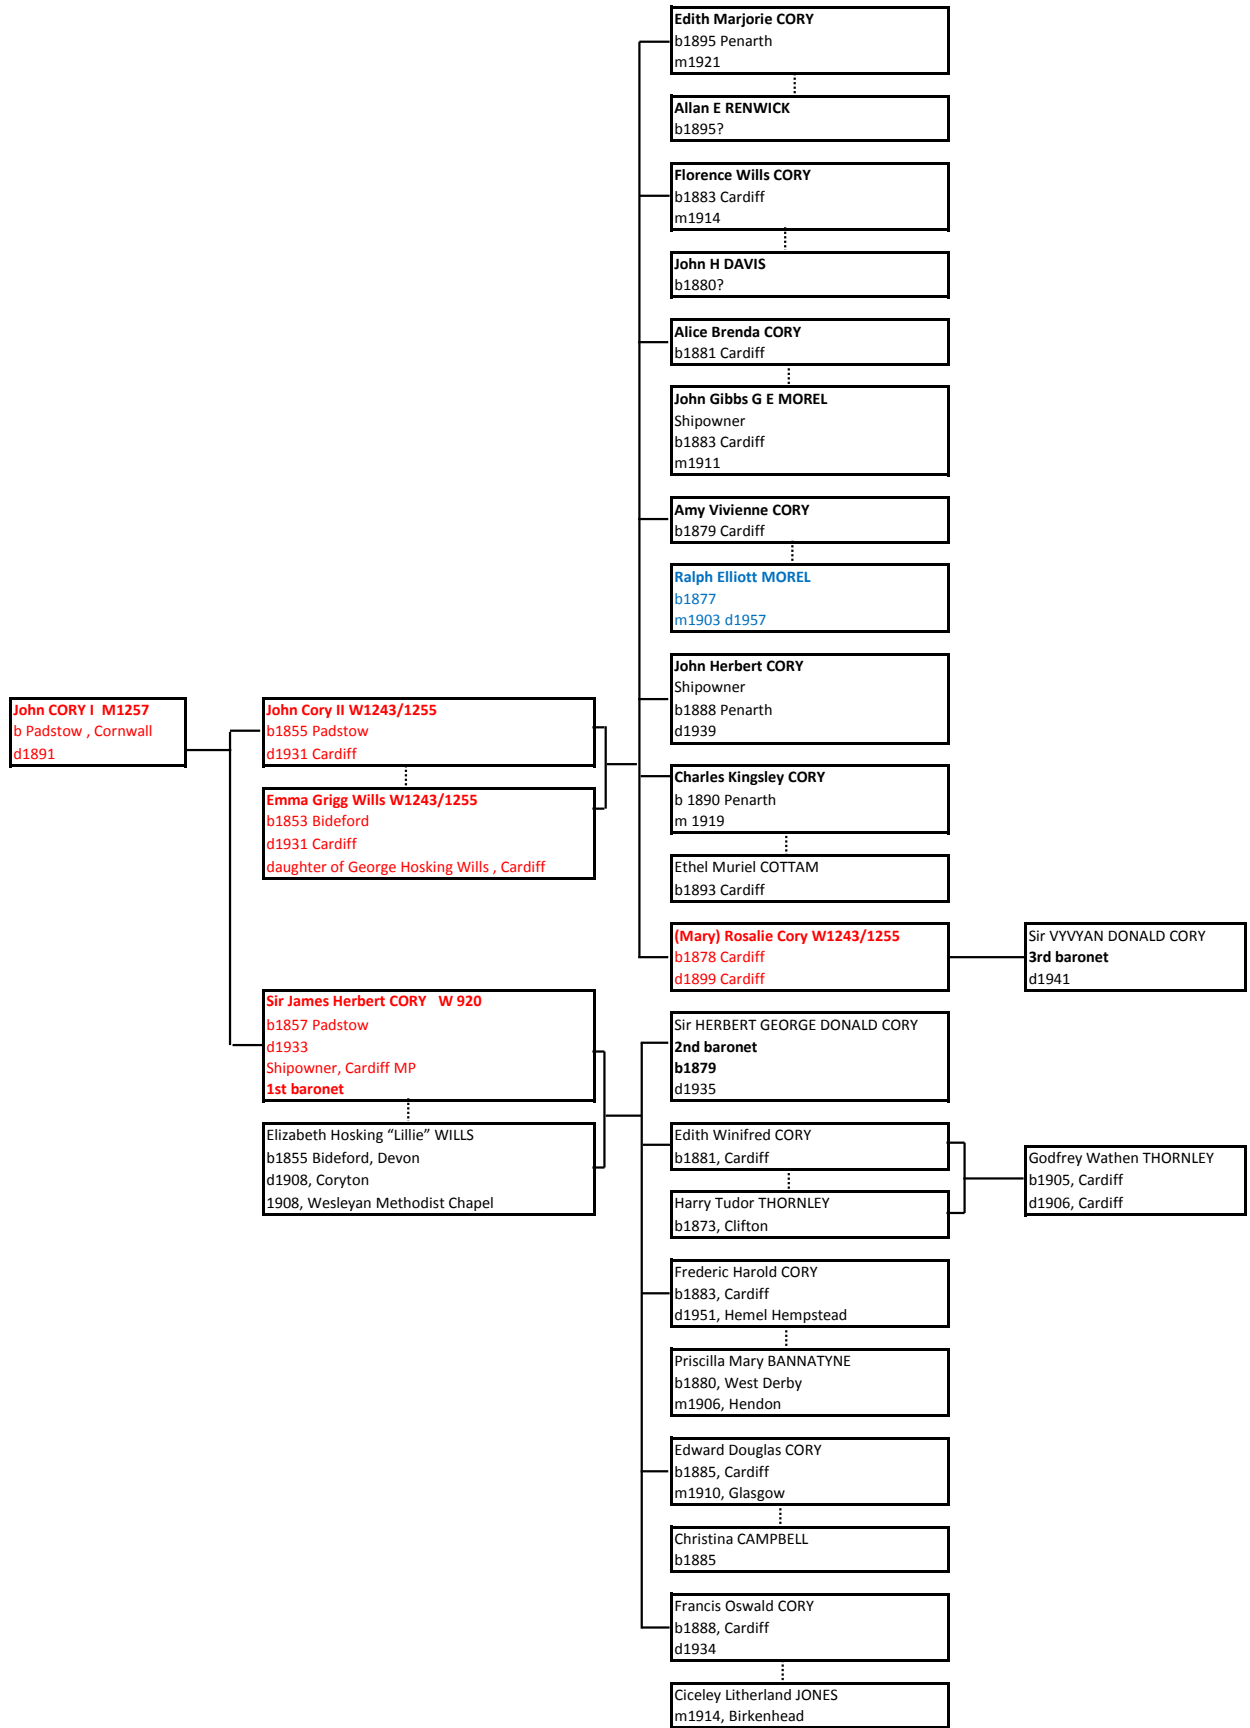 Edith Marjorie CORY
b1895 Penarth
m1921
Allan E RENWICK
b1895?
Florence Wills CORY
b1883 Cardiff
m1914
John H DAVIS
b1880?
Alice Brenda CORY
b1881 Cardiff
John Gibbs G E MOREL
Shipowner
b1883 Cardiff
m1911
Amy Vivienne CORY
b1879 Cardiff
Ralph Elliott MOREL
b1877
m1903 d1957
John Herbert CORY
Shipowner
b1888 Penarth
d1939
John CORY I M1257
b Padstow , Cornwall
d1891
John Cory II W1243/1255
b1855 Padstow
d1931 Cardiff
Emma Grigg Wills W1243/1255
b1853 Bideford
d1931 Cardiff
daughter of George Hosking Wills , Cardiff
Charles Kingsley CORY
b 1890 Penarth
m 1919
Ethel Muriel COTTAM
b1893 Cardiff
(Mary) Rosalie Cory W1243/1255
b1878 Cardiff
d1899 Cardiff
Sir VYVYAN DONALD CORY
3rd baronet
d1941
Sir James Herbert CORY W 920
b1857 Padstow
d1933
Shipowner, Cardiff MP
1st baronet
Elizabeth Hosking “Lillie” WILLS
b1855 Bideford, Devon
d1908, Coryton
1908, Wesleyan Methodist Chapel
Sir HERBERT GEORGE DONALD CORY
2nd baronet
b1879
d1935
Edith Winifred CORY
b1881, Cardiff
Harry Tudor THORNLEY
b1873, Clifton
Godfrey Wathen THORNLEY
b1905, Cardiff
d1906, Cardiff
Frederic Harold CORY
b1883, Cardiff
d1951, Hemel Hempstead
Priscilla Mary BANNATYNE
b1880, West Derby
m1906, Hendon
Edward Douglas CORY
b1885, Cardiff
m1910, Glasgow
Christina CAMPBELL
b1885
Francis Oswald CORY
b1888, Cardiff
d1934
Ciceley Litherland JONES
m1914, Birkenhead